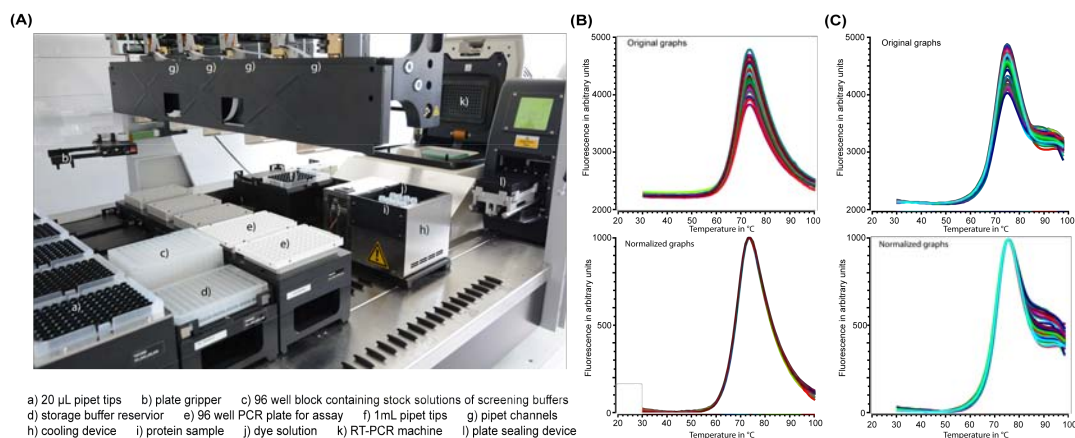 (A)
g) g) g) g)
k)
b)
l)
j)
i)
h)
e)
e)
c)
d)
a)
a) 20 µL pipet tips b) plate gripper c) 96 well block containing stock solutions of screening buffers
d) storage buffer reservior e) 96 well PCR plate for assay f) 1mL pipet tips g) pipet channels
h) cooling device i) protein sample j) dye solution k) RT-PCR machine l) plate sealing device
(B)
Original graphs
Fluorescence in arbitrary units
5000
4000
3000
2000
20 30 40 50 60 70 80 90 100
Temperature in °C
Normalized graphs
Fluorescence in arbitrary units
1000
500
0
20 30 40 50 60 70 80 90 100
Temperature in °C
(C)
Original graphs
Fluorescence in arbitrary units
5000
4000
3000
2000
20 30 40 50 60 70 80 90 100
Temperature in °C
Normalized graphs
Fluorescence in arbitrary units
1000
500
0
20 30 40 50 60 70 80 90 100
Temperature in °C